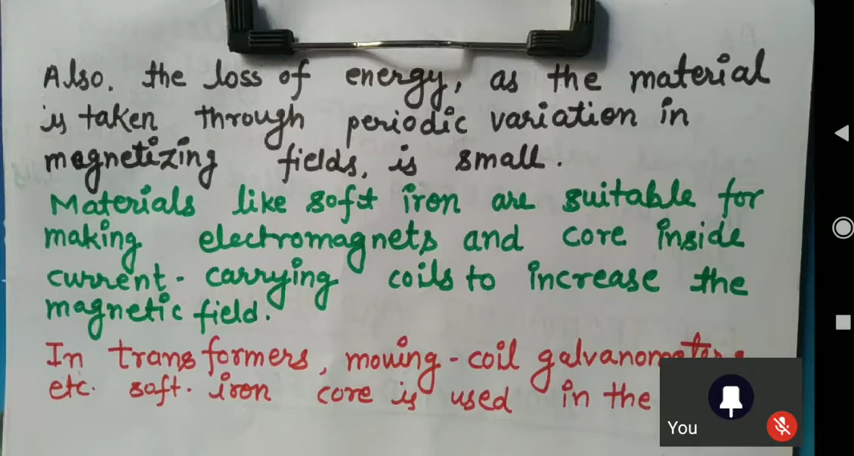 Also, the loss of energy, as the material
is taken through periodic variation in
magnetizing fields, is small.
Materials like soft iron are suitable for
making electromagnets and core inside
current-carrying coils to increase the
magnetic field.
In transformers, moving-coil galvanometers
etc. soft. iron core is used in the
You